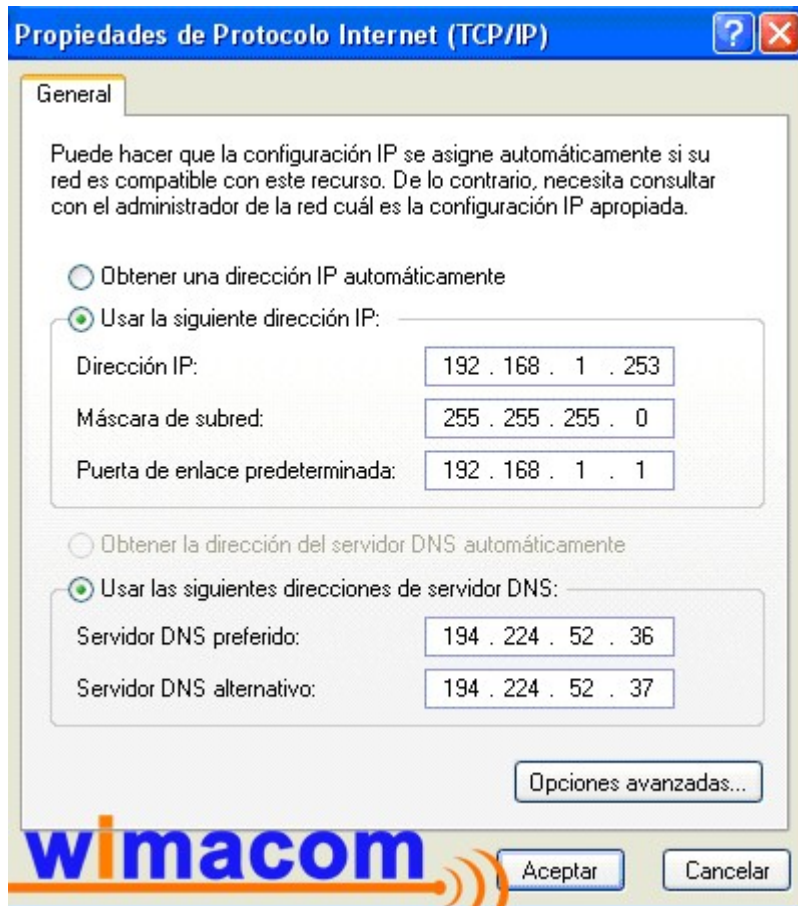 Propiedades de Protocolo Internet (TCP/IP)
General
Puede hacer que la configuración IP se asigne automáticamente si su
red es compatible con este recurso. De lo contrario, necesita consultar
con el administrador de la red cuál es la configuración IP apropiada.
Obtener una dirección IP automáticamente
Usar la siguiente dirección IP:
Dirección IP: 192 . 168 . 1 . 253
Máscara de subred: 255 . 255 . 255 . 0
Puerta de enlace predeterminada: 192 . 168 . 1 . 1
Obtener la dirección del servidor DNS automáticamente
Usar las siguientes direcciones de servidor DNS:
Servidor DNS preferido: 194 . 224 . 52 . 36
Servidor DNS alternativo: 194 . 224 . 52 . 37
Opciones avanzadas...
wimacom
Aceptar Cancelar